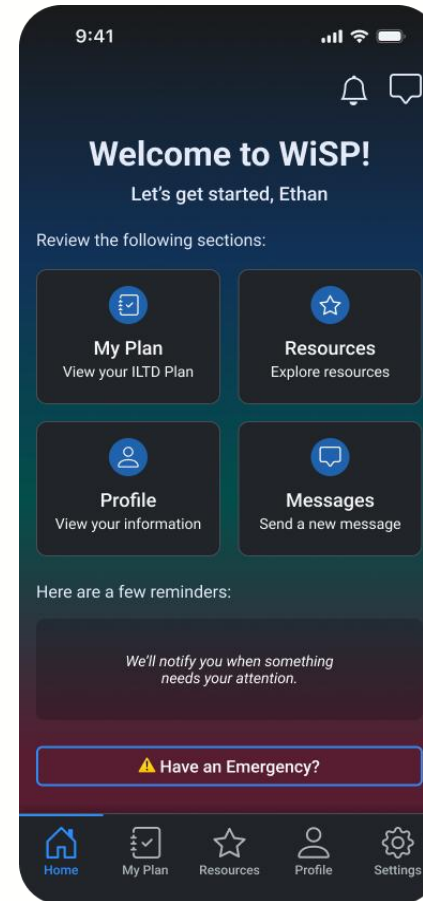 9:41
Welcome to WiSP!
Let's get started, Ethan
Review the following sections:
My Plan
View your ILTD Plan
Resources
Explore resources
Profile
View your information
Messages
Send a new message
Here are a few reminders:
We'll notify you when something
needs your attention.
Have an Emergency?
Home
My Plan
Resources
Profile
Settings